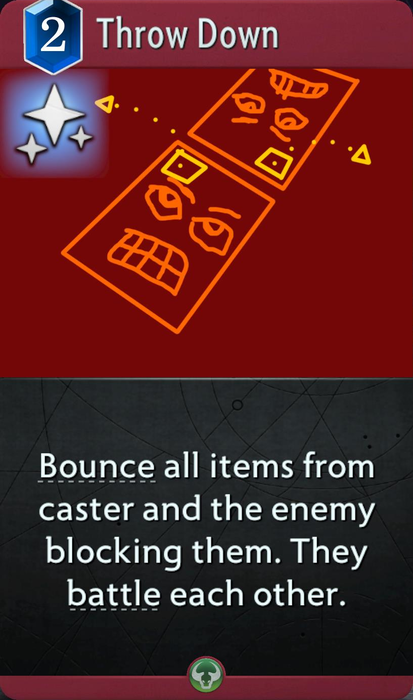 2
Throw Down
Bounce all items from
caster and the enemy
blocking them. They
battle each other.